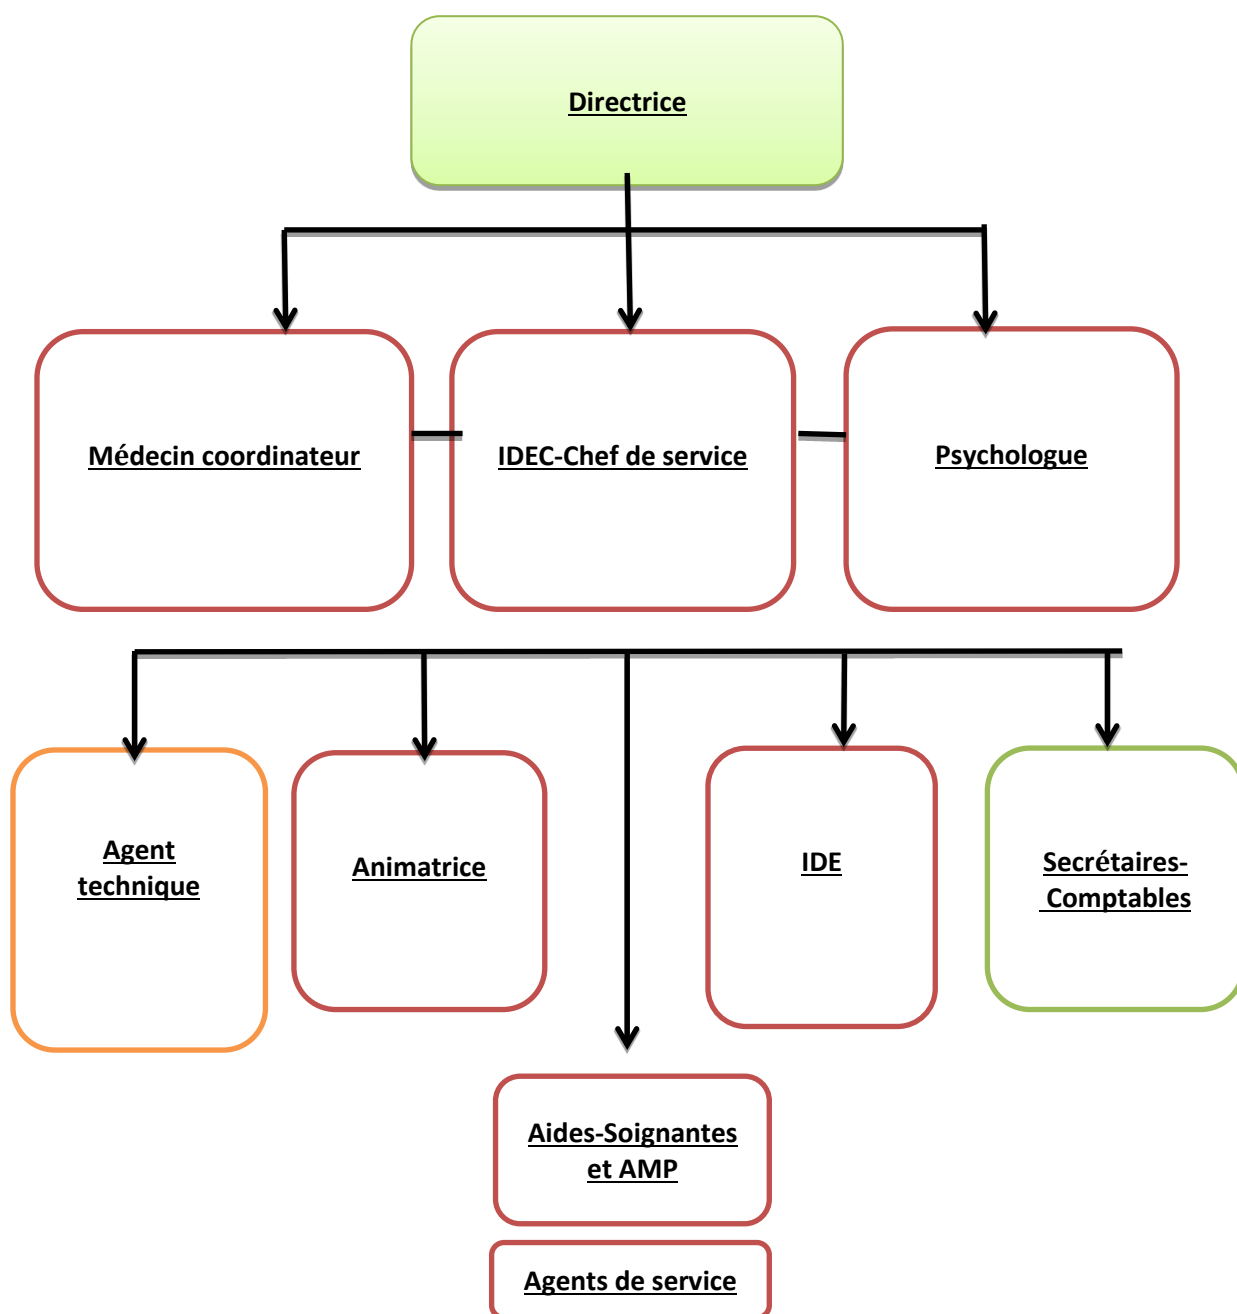 Directrice
Médecin coordinateur
IDEC-Chef de service
Psychologue
Agent
technique
Animatrice
IDE
Secrétaires-
Comptables
Aides-Soignantes
et AMP
Agents de service